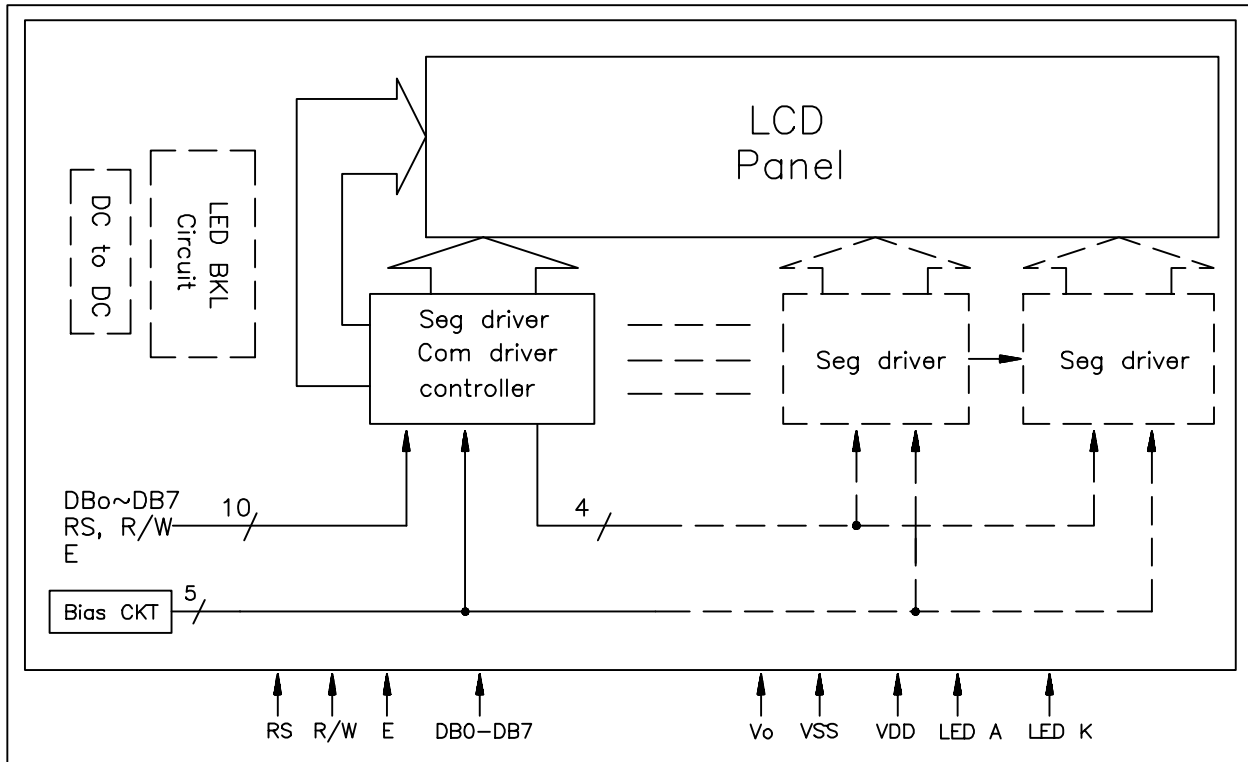 LCD
Panel
DC to DC
LED BKL
Circuit
Seg driver
Com driver
controller
Seg driver
Seg driver
DBo~DB7
RS, R/W
E
10
4
Bias CKT
5
RS
R/W
E
DB0-DB7
Vo
VSS
VDD
LED A
LED K